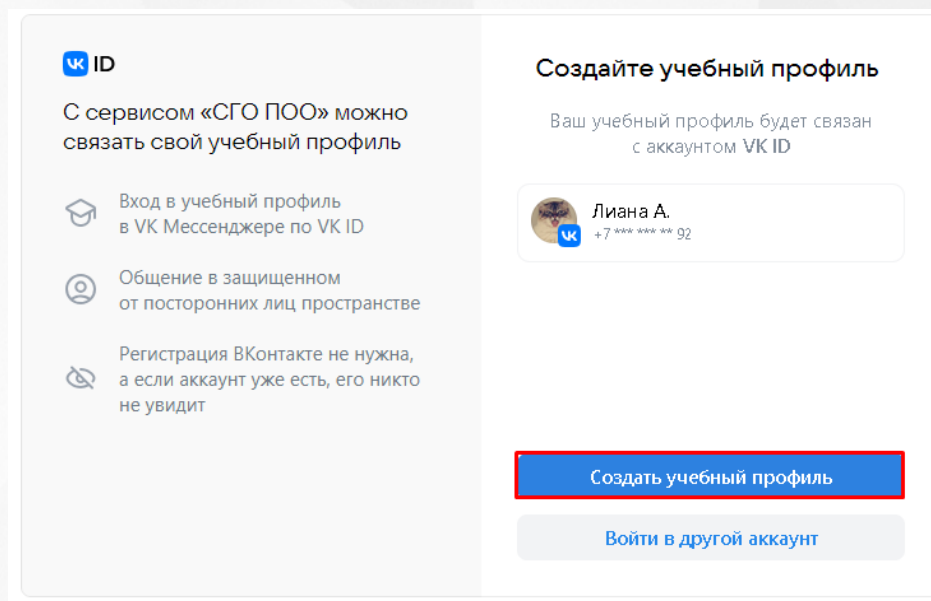 VK ID
С сервисом «СГО ПОО» можно
связать свой учебный профиль
Вход в учебный профиль
в VK Мессенджере по VK ID
Общение в защищенном
от посторонних лиц пространстве
Регистрация ВКонтакте не нужна,
а если аккаунт уже есть, его никто
не увидит
Создайте учебный профиль
Ваш учебный профиль будет связан
с аккаунтом VK ID
Лиана А.
VK
+7 *** *** ** 92
Создать учебный профиль
Войти в другой аккаунт